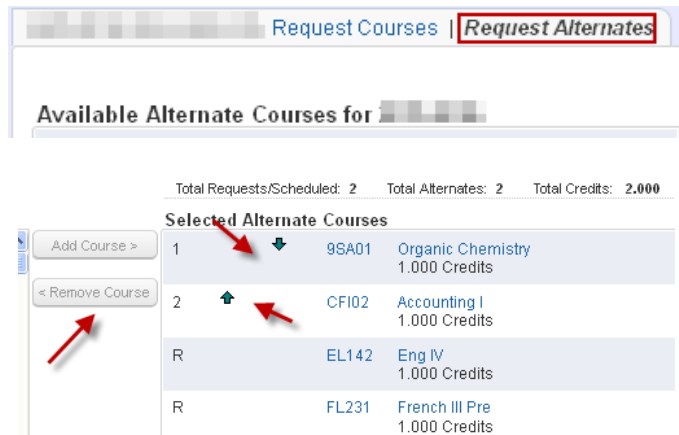 Request Courses | Request Alternates
Available Alternate Courses for
Total Requests/Scheduled: 2 Total Alternates: 2 Total Credits: 2.000
Selected Alternate Courses
Add Course >
1 9SA01 Organic Chemistry
1.000 Credits
< Remove Course
2 CFI02 Accounting I
1.000 Credits
R EL142 Eng IV
1.000 Credits
R FL231 French III Pre
1.000 Credits